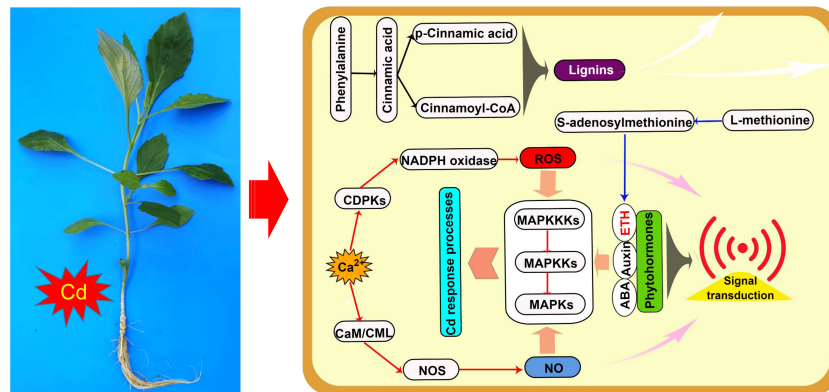 Cd
Phenylalanine
Cinnamic acid
p-Cinnamic acid
Cinnamoyl-CoA
Lignins
S-adenosylmethionine
L-methionine
NADPH oxidase
ROS
CDPKs
Ca2+
CaM/CML
NOS
NO
Cd response processes
MAPKKKs
MAPKKs
MAPKs
ETH
Auxin
ABA
Phytohormones
Signal
transduction